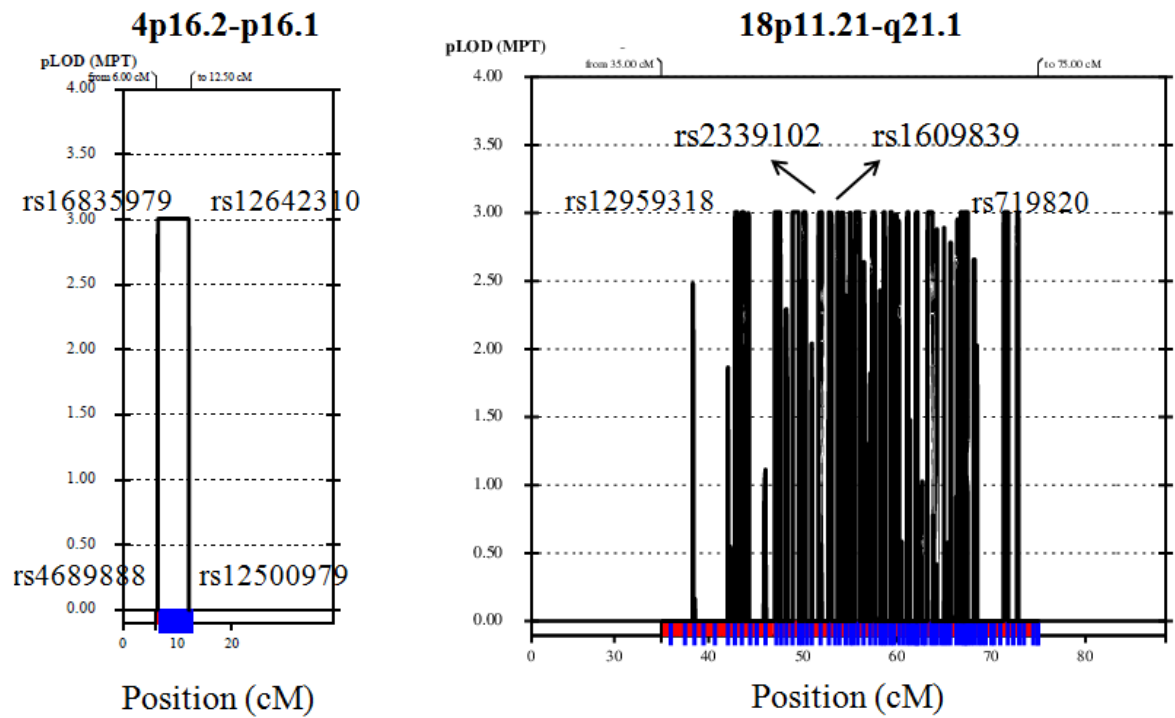 4p16.2-p16.1
pLOD (MPT)
from 6.00 cM
to 12.50 cM
4.00
3.50
rs16835979
rs12642310
3.00
2.50
2.00
1.50
1.00
0.50
rs4689888
rs12500979
0.00
0
10
20
Position (cM)
18p11.21-q21.1
pLOD (MPT)
from 35.00 cM
to 75.00 cM
4.00
3.50
rs2339102
rs1609839
rs12959318
rs719820
3.00
2.50
2.00
1.50
1.00
0.50
0.00
0
30
40
50
60
70
80
Position (cM)